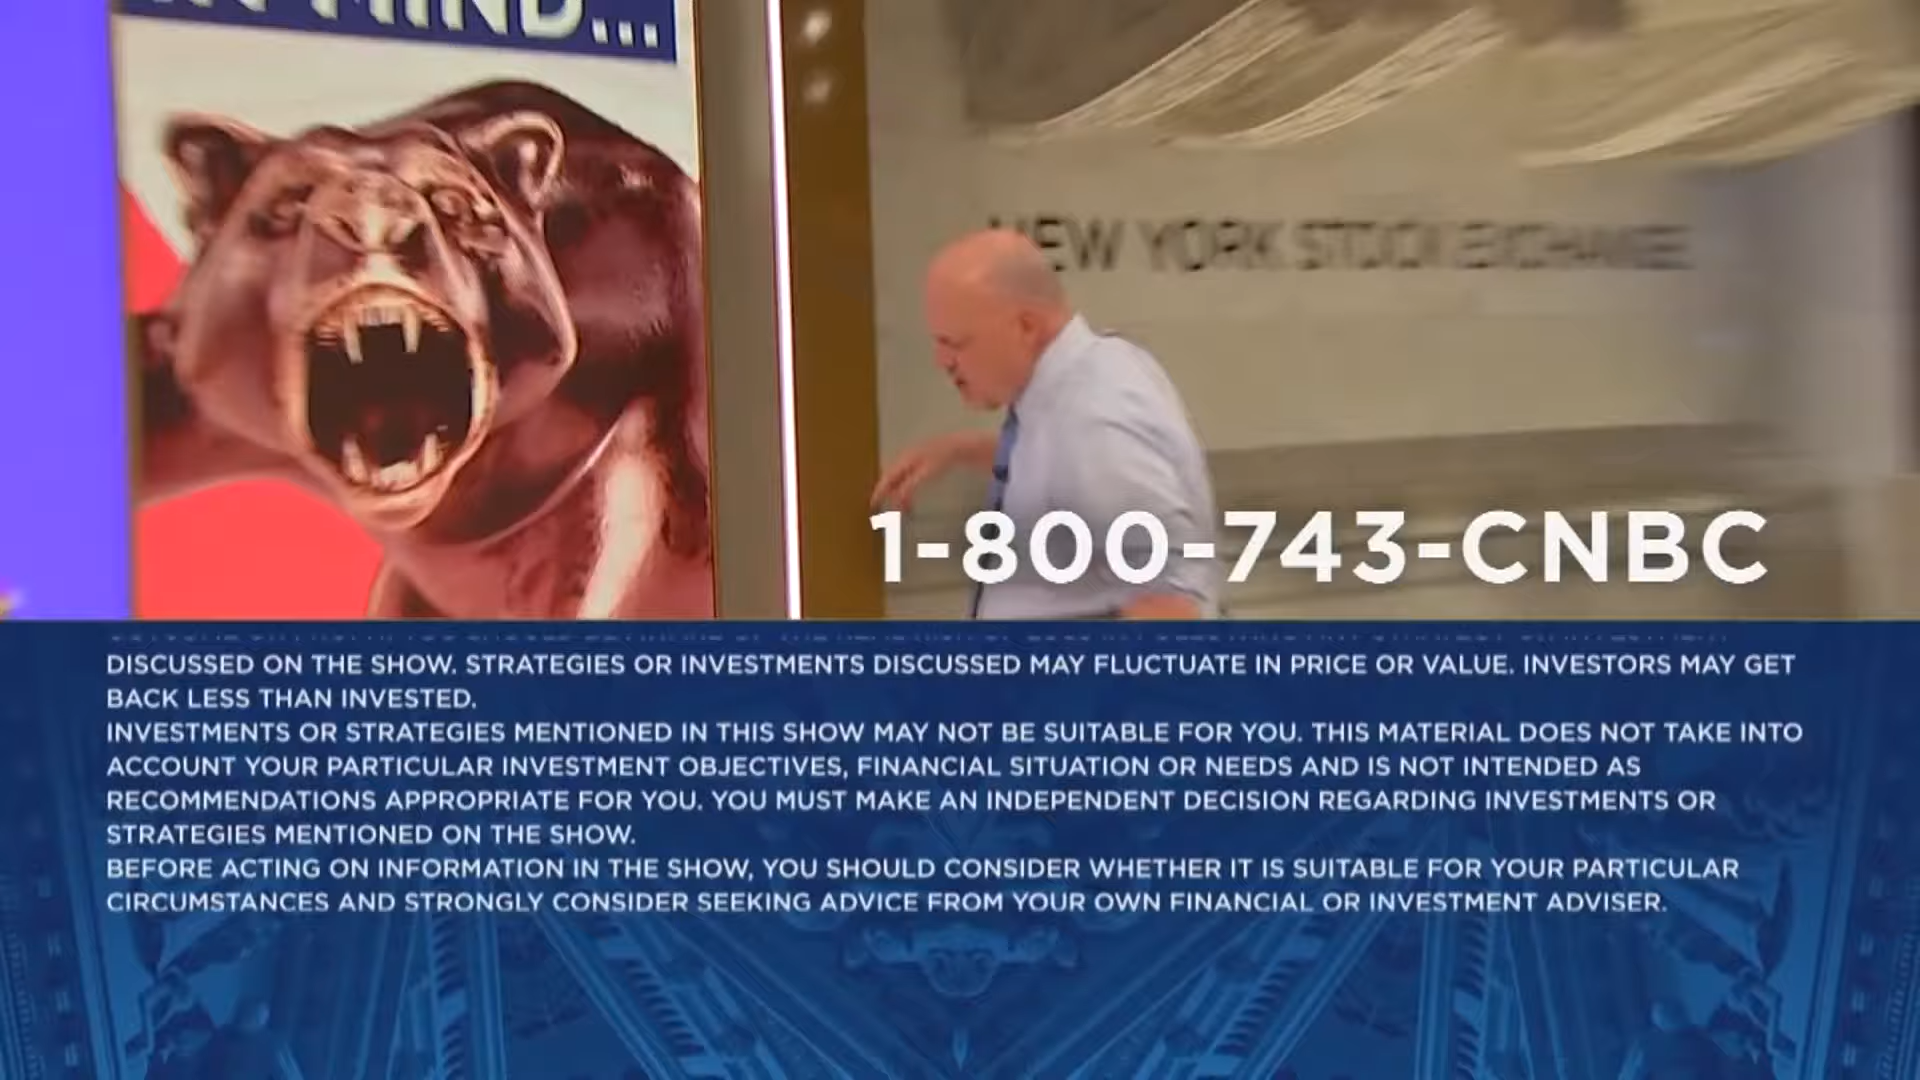 MIND...
NEW YORK STOCK EXCHANGE
1-800-743-CNBC
DISCUSSED ON THE SHOW. STRATEGIES OR INVESTMENTS DISCUSSED MAY FLUCTUATE IN PRICE OR VALUE. INVESTORS MAY GET
BACK LESS THAN INVESTED.
INVESTMENTS OR STRATEGIES MENTIONED IN THIS SHOW MAY NOT BE SUITABLE FOR YOU. THIS MATERIAL DOES NOT TAKE INTO
ACCOUNT YOUR PARTICULAR INVESTMENT OBJECTIVES, FINANCIAL SITUATION OR NEEDS AND IS NOT INTENDED AS
RECOMMENDATIONS APPROPRIATE FOR YOU. YOU MUST MAKE AN INDEPENDENT DECISION REGARDING INVESTMENTS OR
STRATEGIES MENTIONED ON THE SHOW.
BEFORE ACTING ON INFORMATION IN THE SHOW, YOU SHOULD CONSIDER WHETHER IT IS SUITABLE FOR YOUR PARTICULAR
CIRCUMSTANCES AND STRONGLY CONSIDER SEEKING ADVICE FROM YOUR OWN FINANCIAL OR INVESTMENT ADVISER.